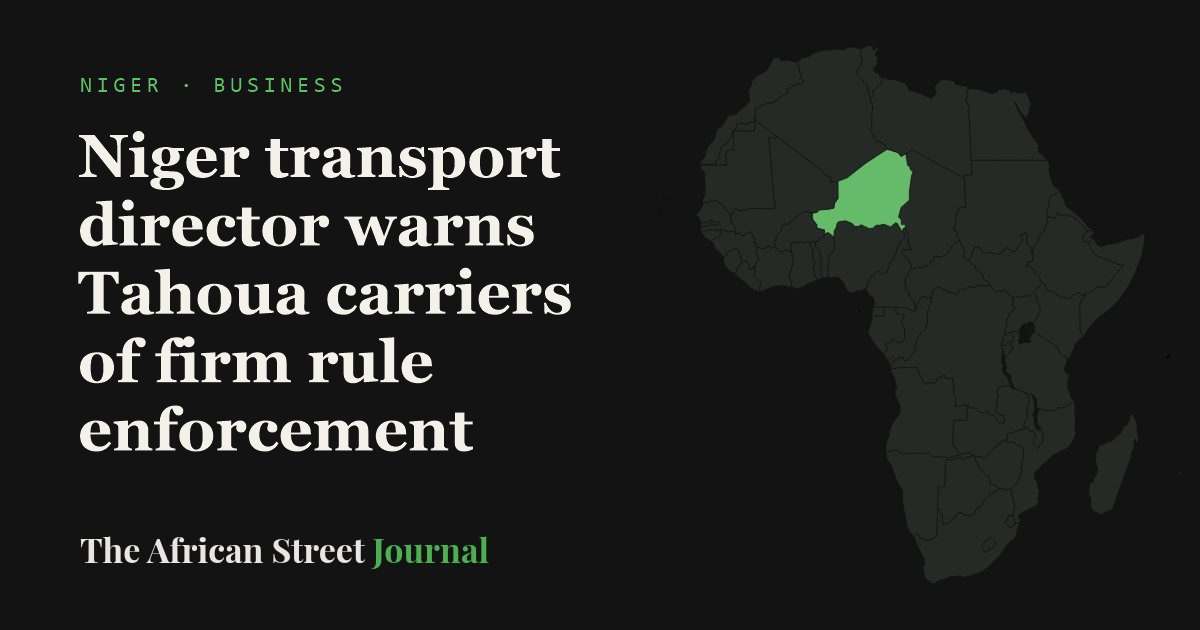 NIGER · BUSINESS
Niger transport
director warns
Tahoua carriers
of firm rule
enforcement
The African Street Journal